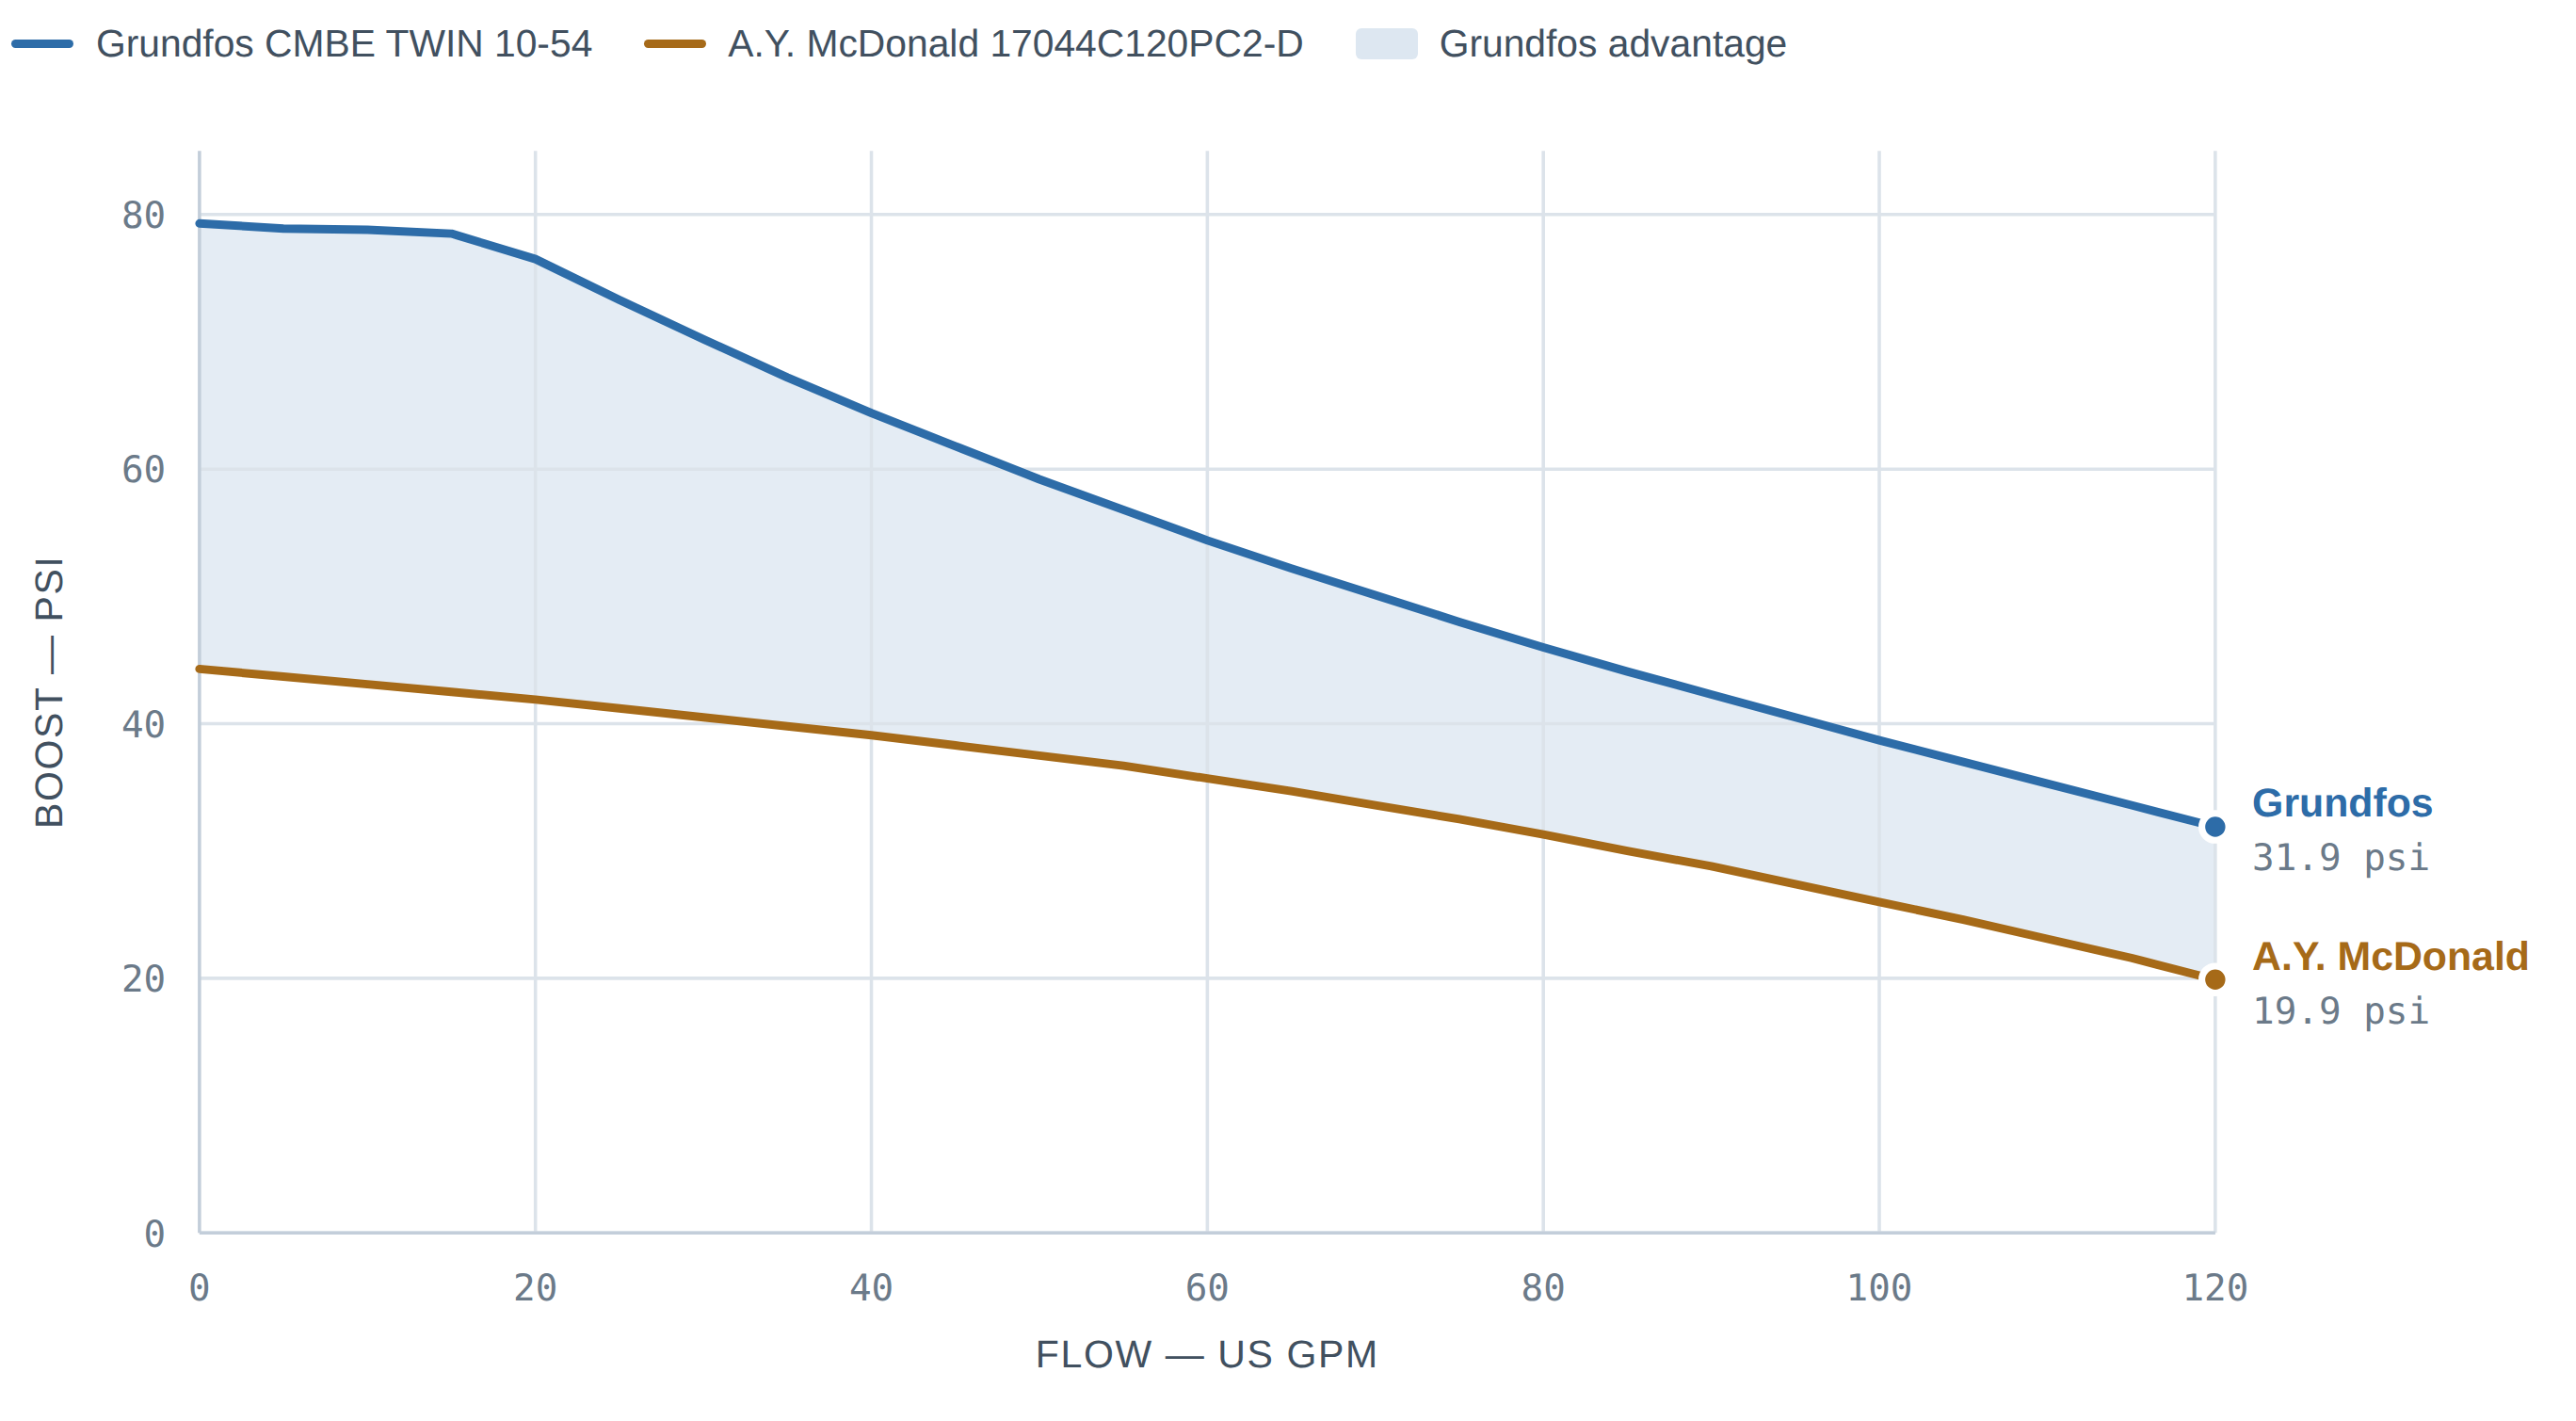 Grundfos CMBE TWIN 10-54 A.Y. McDonald 17044C120PC2-D Grundfos advantage
BOOST — PSI
80
60
40
20
0
0 20 40 60 80 100 120
FLOW — US GPM
Grundfos
31.9 psi
A.Y. McDonald
19.9 psi